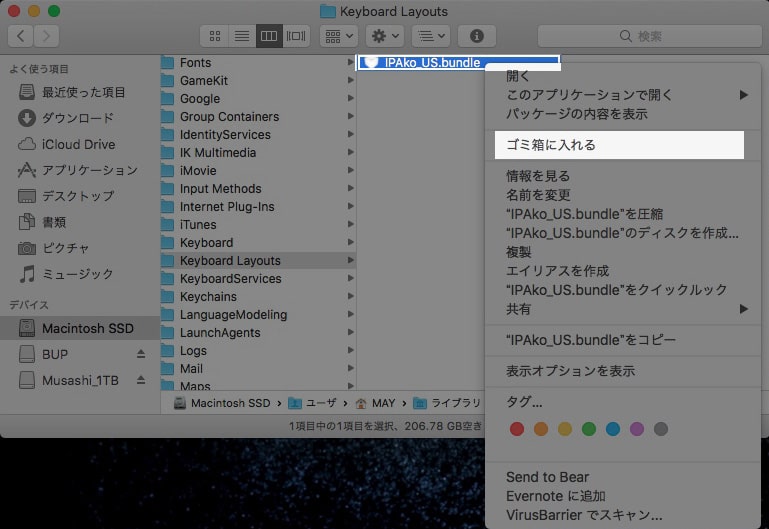 Keyboard Layouts
検索
よく使う項目
最近使った項目
ダウンロード
iCloud Drive
アプリケーション
デスクトップ
書類
ピクチャ
ミュージック
デバイス
Macintosh SSD
BUP
Musashi_1TB
Fonts
GameKit
Google
Group Containers
IdentityServices
IK Multimedia
iMovie
Input Methods
Internet Plug-Ins
iTunes
Keyboard
Keyboard Layouts
KeyboardServices
Keychains
LanguageModeling
LaunchAgents
Logs
Mail
Maps
IPAko_US.bundle
開く
このアプリケーションで開く
パッケージの内容を表示
ゴミ箱に入れる
情報を見る
名前を変更
“IPAko_US.bundle”を圧縮
“IPAko_US.bundle”のディスクを作成...
複製
エイリアスを作成
“IPAko_US.bundle”をクイックルック
共有
“IPAko_US.bundle”をコピー
表示オプションを表示
タグ...
Send to Bear
Evernote に追加
VirusBarrier でスキャン...
Macintosh SSD › ユーザ › MAY › ライブラリ
1項目中の1項目を選択、206.78 GB空き